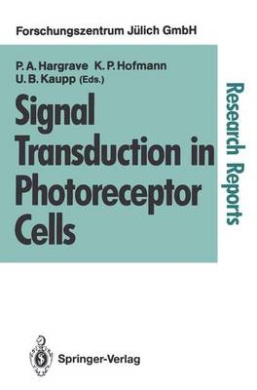 Forschungszentrum Jülich GmbH
P. A. Hargrave K. P. Hofmann
U. B. Kaupp (Eds.)
Signal
Transduction in
Photoreceptor
Cells
Research Reports
Springer-Verlag